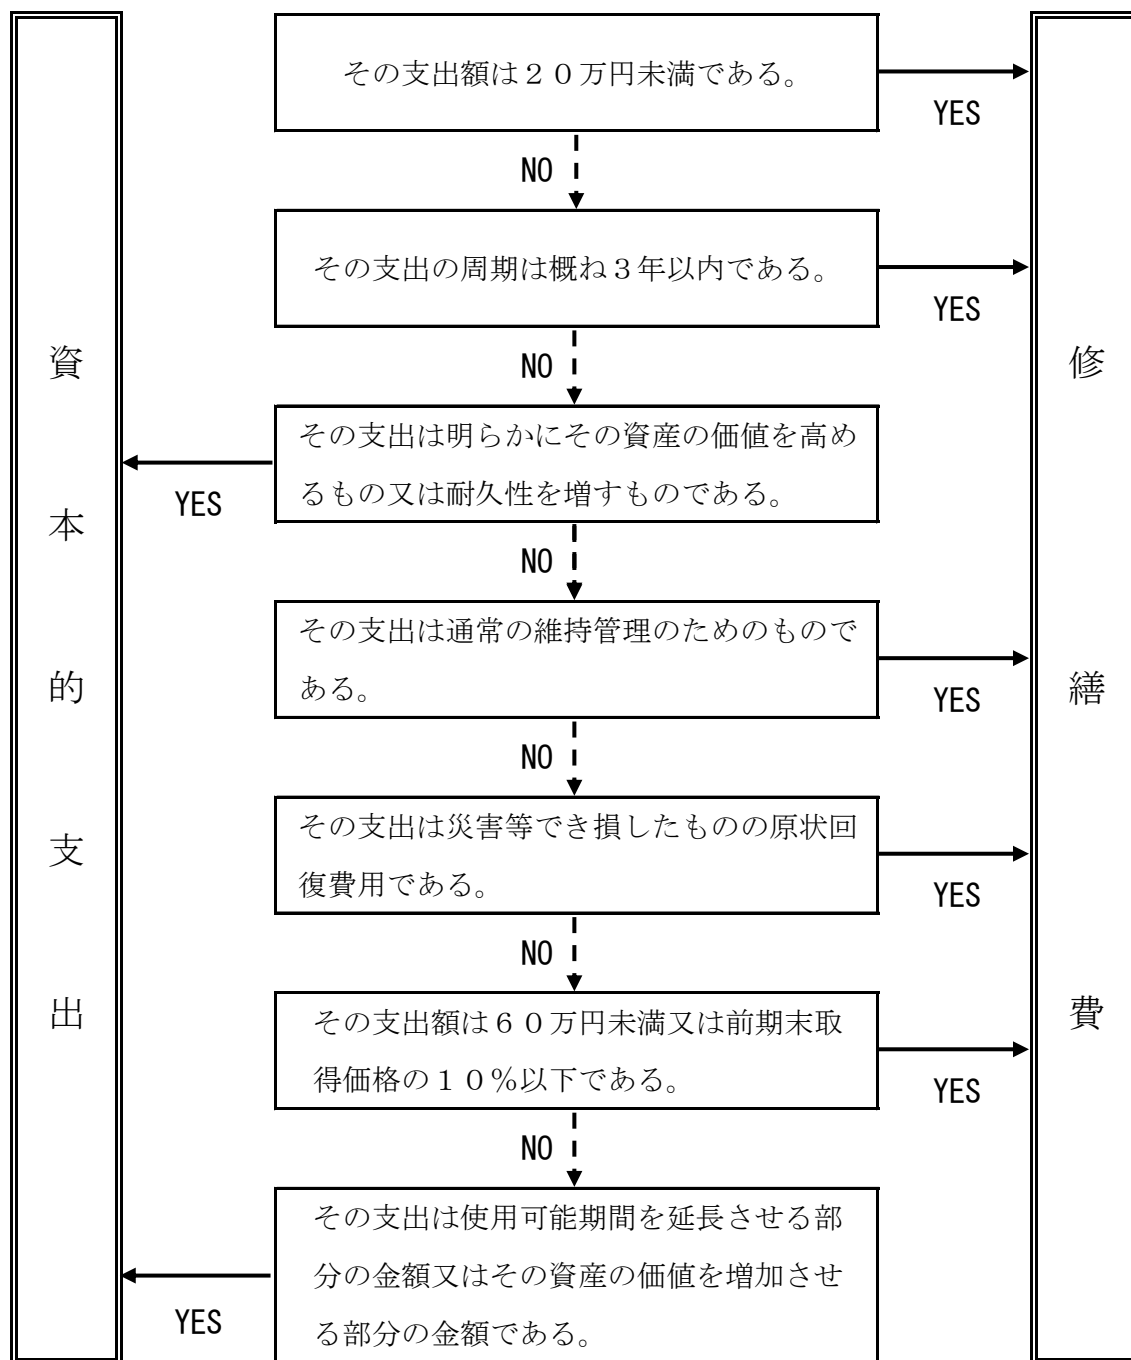 その支出額は２０万円未満である。
YES
NO
その支出の周期は概ね３年以内である。
YES
NO
その支出は明らかにその資産の価値を高め
るもの又は耐久性を増すものである。
YES
NO
その支出は通常の維持管理のためのもので
ある。
YES
NO
その支出は災害等でき損したものの原状回
復費用である。
YES
NO
その支出額は６０万円未満又は前期末取
得価格の１０％以下である。
YES
NO
その支出は使用可能期間を延長させる部
分の金額又はその資産の価値を増加させ
る部分の金額である。
YES
資本的支出
修繕費